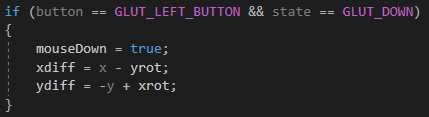 if (button == GLUT_LEFT_BUTTON && state == GLUT_DOWN)
{
    mouseDown = true;
    xdiff = x - yrot;
    ydiff = -y + xrot;
}